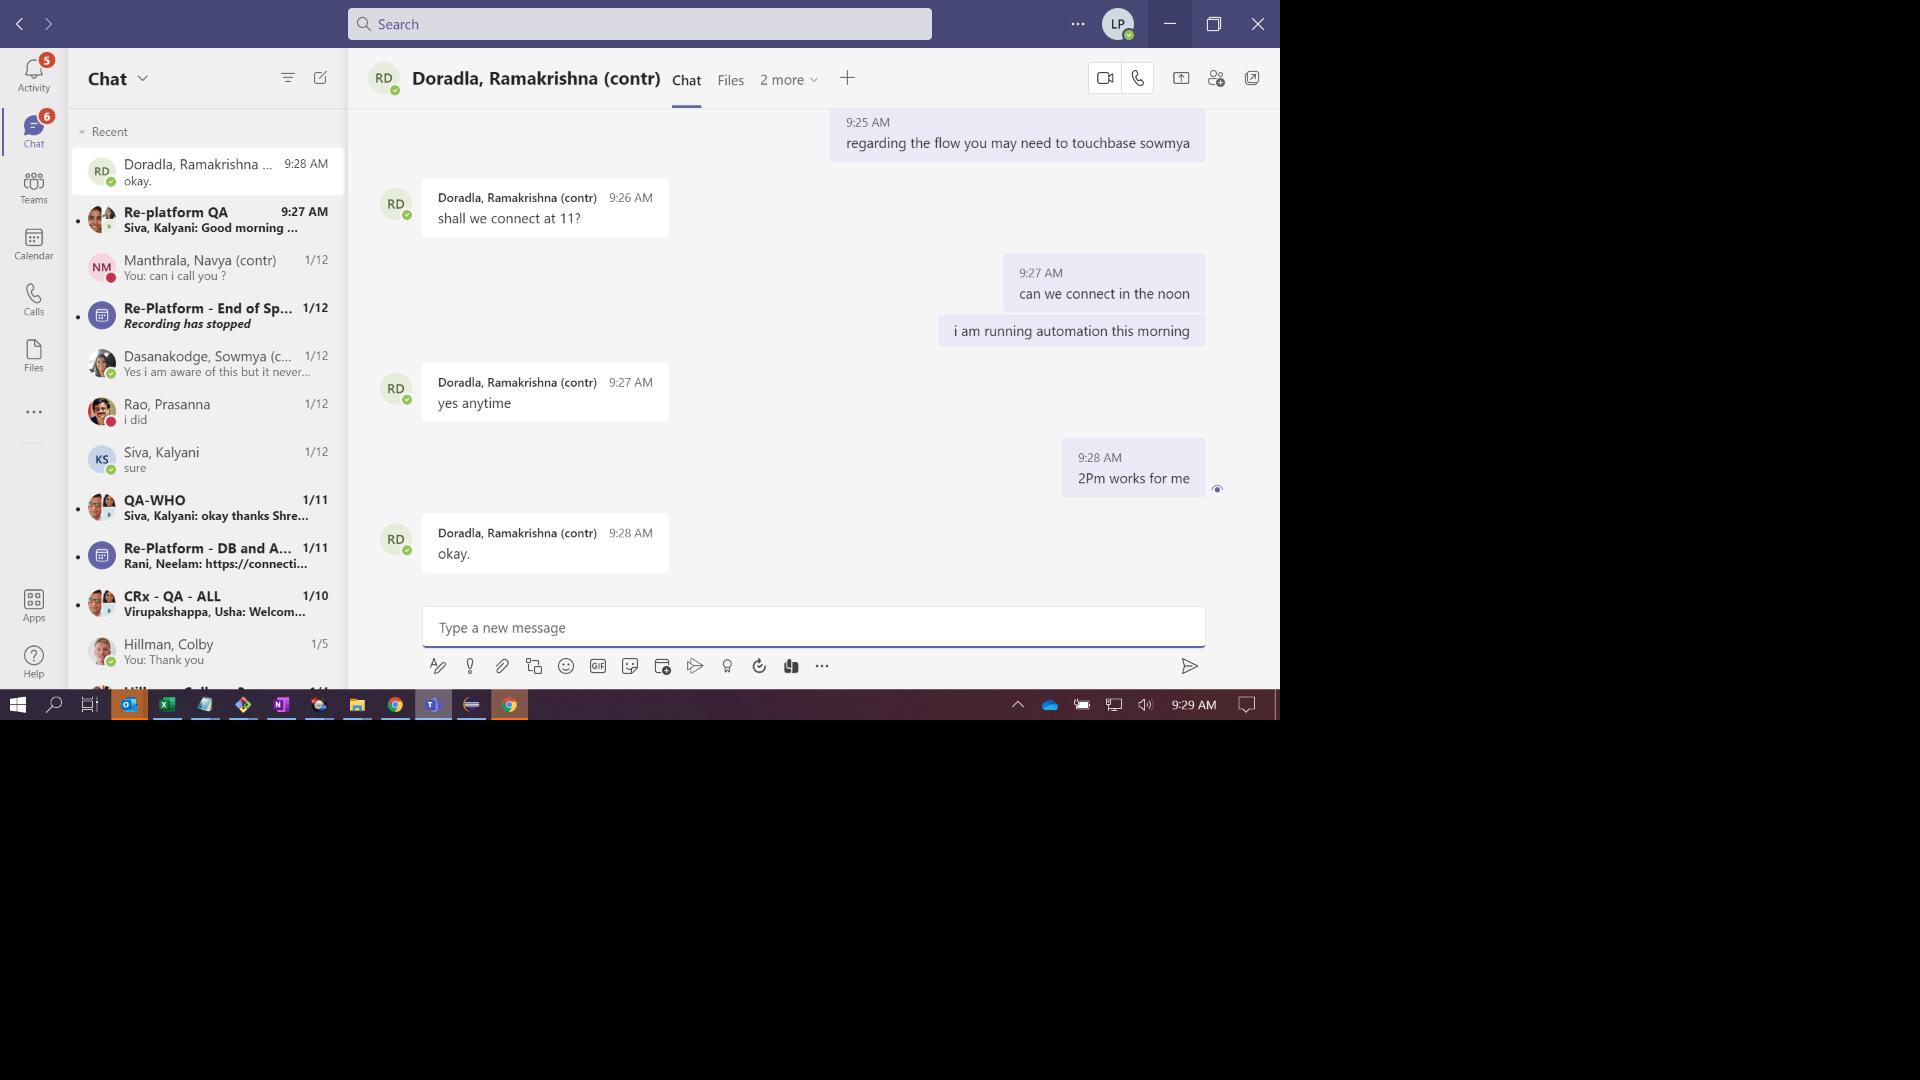 Search
LP
5
Activity
6
Chat
Teams
Calendar
Calls
Files
Apps
Help
Chat
Recent
RD
Doradla, Ramakrishna ...
9:28 AM
okay.
Re-platform QA
9:27 AM
Siva, Kalyani: Good morning ...
NM
Manthrala, Navya (contr)
1/12
You: can i call you ?
Re-Platform - End of Sp...
1/12
Recording has stopped
Dasanakodge, Sowmya (c...
1/12
Yes i am aware of this but it never...
Rao, Prasanna
1/12
i did
KS
Siva, Kalyani
1/12
sure
QA-WHO
1/11
Siva, Kalyani: okay thanks Shre...
Re-Platform - DB and A...
1/11
Rani, Neelam: https://connecti...
CRx - QA - ALL
1/10
Virupakshappa, Usha: Welcom...
Hillman, Colby
1/5
You: Thank you
RD
Doradla, Ramakrishna (contr)
Chat
Files
2 more
9:25 AM
regarding the flow you may need to touchbase sowmya
RD
Doradla, Ramakrishna (contr) 9:26 AM
shall we connect at 11?
9:27 AM
can we connect in the noon
i am running automation this morning
RD
Doradla, Ramakrishna (contr) 9:27 AM
yes anytime
9:28 AM
2Pm works for me
RD
Doradla, Ramakrishna (contr) 9:28 AM
okay.
Type a new message
GIF
9:29 AM